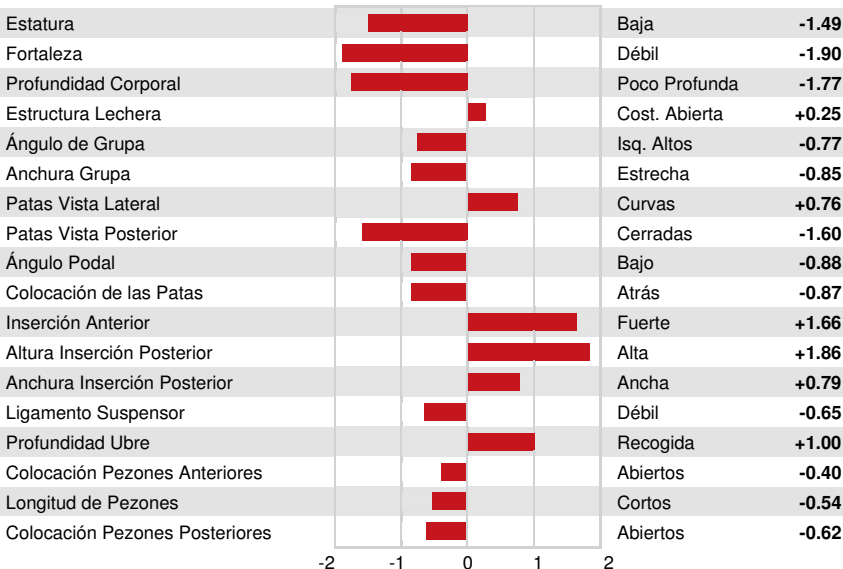 Estatura Baja -1.49
Fortaleza Débil -1.90
Profundidad Corporal Poco Profunda -1.77
Estructura Lechera Cost. Abierta +0.25
Ángulo de Grupa Isq. Altos -0.77
Anchura Grupa Estrecha -0.85
Patas Vista Lateral Curvas +0.76
Patas Vista Posterior Cerradas -1.60
Ángulo Podal Bajo -0.88
Colocación de las Patas Atrás -0.87
Inserción Anterior Fuerte +1.66
Altura Inserción Posterior Alta +1.86
Anchura Inserción Posterior Ancha +0.79
Ligamento Suspensor Débil -0.65
Profundidad Ubre Recogida +1.00
Colocación Pezones Anteriores Abiertos -0.40
Longitud de Pezones Cortos -0.54
Colocación Pezones Posteriores Abiertos -0.62
-2 -1 0 1 2